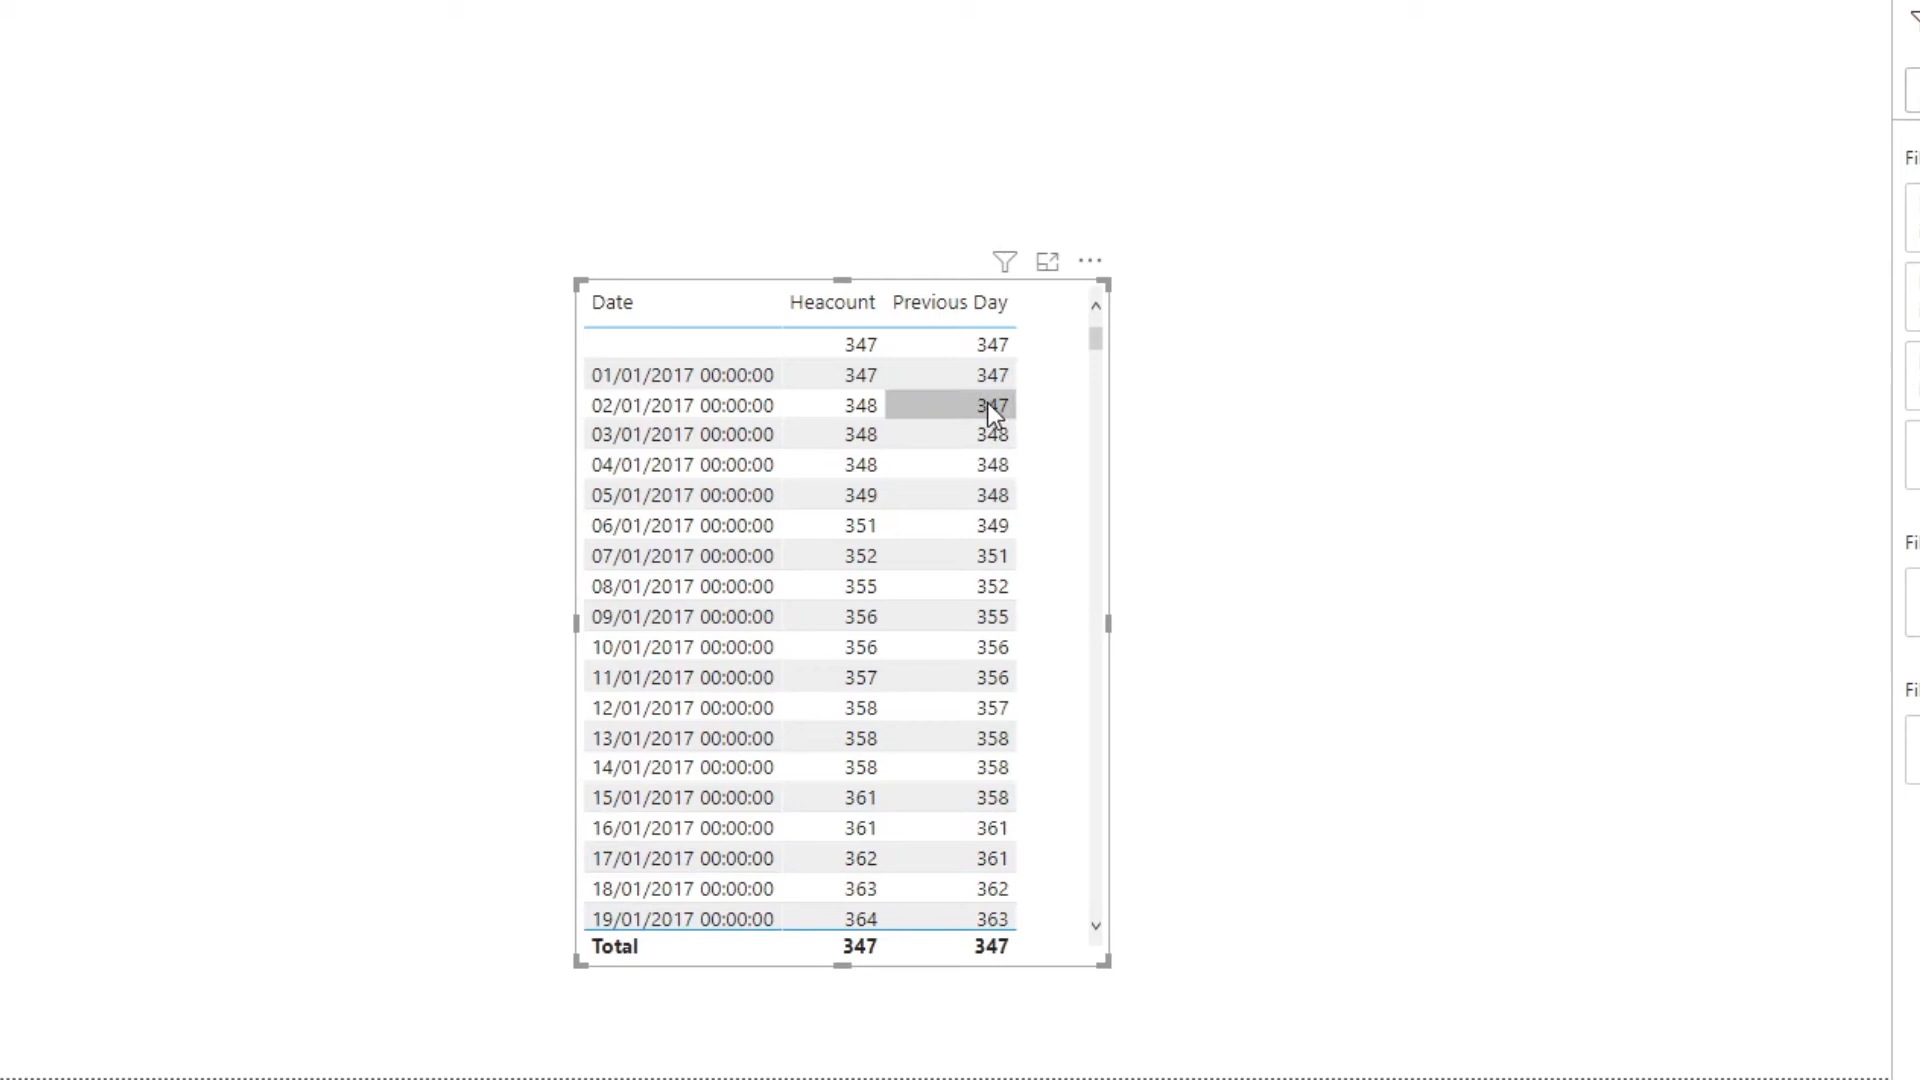 Date Heacount Previous Day
347 347
01/01/2017 00:00:00 347 347
02/01/2017 00:00:00 348 347
03/01/2017 00:00:00 348 348
04/01/2017 00:00:00 348 348
05/01/2017 00:00:00 349 348
06/01/2017 00:00:00 351 349
07/01/2017 00:00:00 352 351
08/01/2017 00:00:00 355 352
09/01/2017 00:00:00 356 355
10/01/2017 00:00:00 356 356
11/01/2017 00:00:00 357 356
12/01/2017 00:00:00 358 357
13/01/2017 00:00:00 358 358
14/01/2017 00:00:00 358 358
15/01/2017 00:00:00 361 358
16/01/2017 00:00:00 361 361
17/01/2017 00:00:00 362 361
18/01/2017 00:00:00 363 362
19/01/2017 00:00:00 364 363
Total 347 347